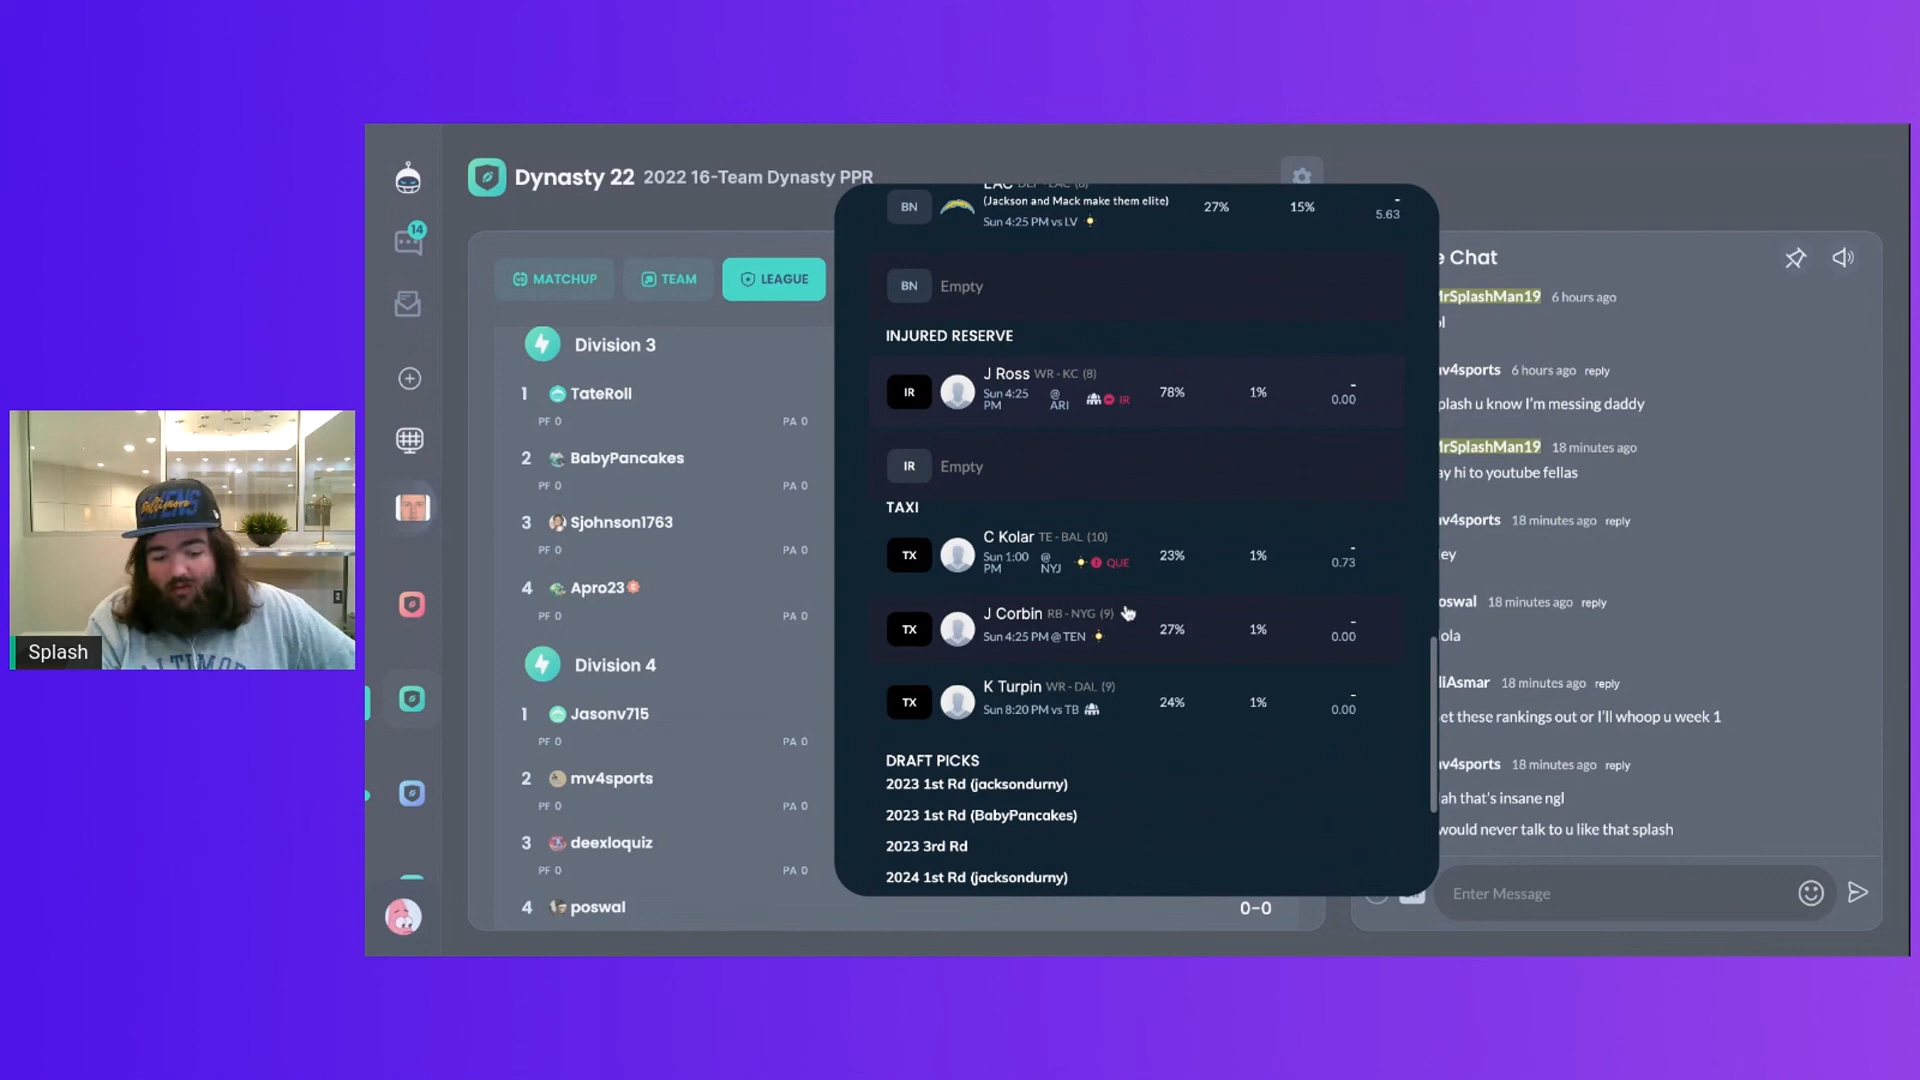 Dynasty 22 2022 16-Team Dynasty PPR
14
MATCHUP TEAM LEAGUE
Division 3
1 TateRoll
PF 0 PA 0
2 BabyPancakes
PF 0 PA 0
3 Sjohnson1763
PF 0 PA 0
4 Apro23
PF 0 PA 0
Division 4
1 Jasonv715
PF 0 PA 0
2 mv4sports
PF 0 PA 0
3 deexloquiz
PF 0 PA 0
4 poswal
0-0
BN
(Jackson and Mack make them elite)
Sun 4:25 PM vs LV
27% 15% - 5.63
BN Empty
INJURED RESERVE
IR J Ross WR - KC (8)
Sun 4:25 PM @ ARI IR
78% 1% - 0.00
IR Empty
TAXI
TX C Kolar TE - BAL (10)
Sun 1:00 PM @ NYJ QUE
23% 1% - 0.73
TX J Corbin RB - NYG (9)
Sun 4:25 PM @ TEN
27% 1% - 0.00
TX K Turpin WR - DAL (9)
Sun 8:20 PM vs TB
24% 1% - 0.00
DRAFT PICKS
2023 1st Rd (jacksondurny)
2023 1st Rd (BabyPancakes)
2023 3rd Rd
2024 1st Rd (jacksondurny)
e Chat
MrSplashMan19 6 hours ago
ol
mv4sports 6 hours ago reply
plash u know I'm messing daddy
MrSplashMan19 18 minutes ago
ay hi to youtube fellas
mv4sports 18 minutes ago reply
ey
oswal 18 minutes ago reply
ola
liAsmar 18 minutes ago reply
et these rankings out or I'll whoop u week 1
mv4sports 18 minutes ago reply
ah that's insane ngl
would never talk to u like that splash
Enter Message
Baltimore
Splash